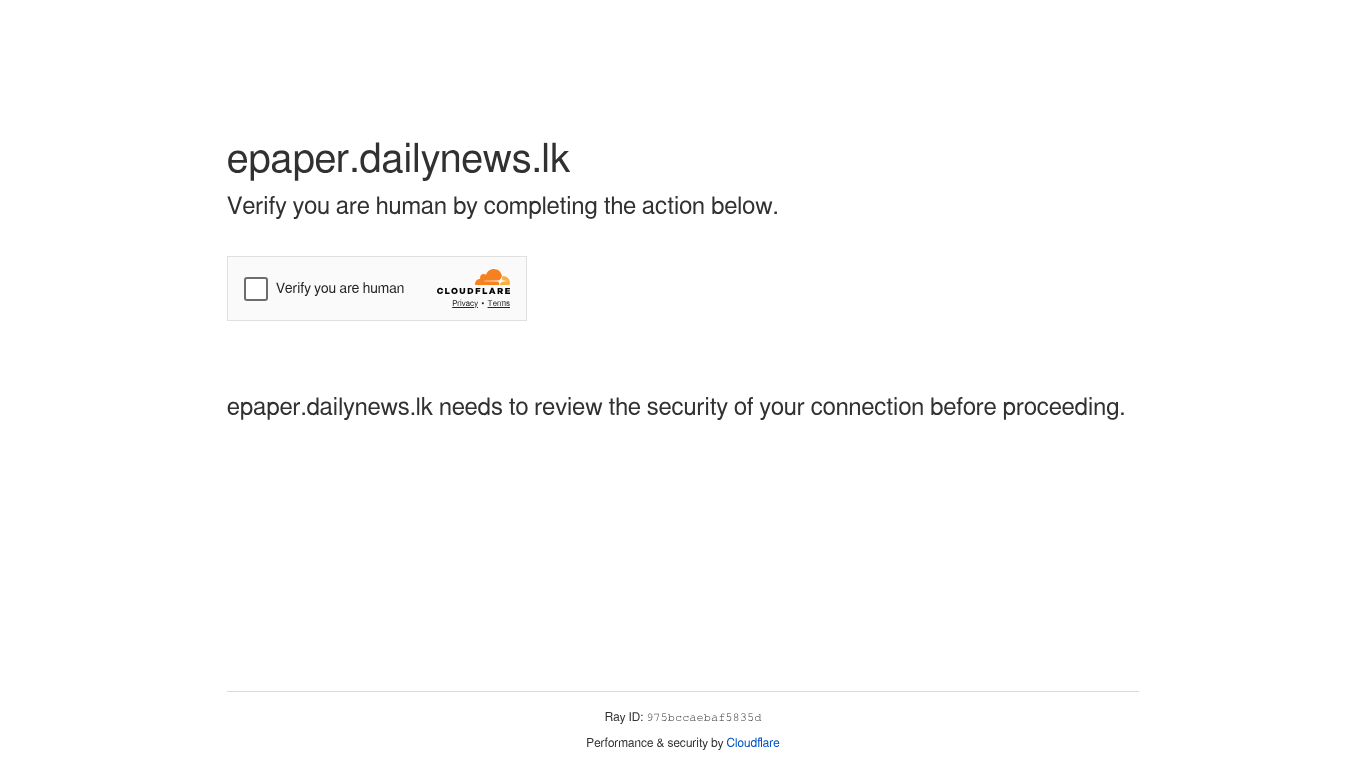 epaper.dailynews.lk
Verify you are human by completing the action below.
Verify you are human
CLOUDFLARE
Privacy • Terms
epaper.dailynews.lk needs to review the security of your connection before proceeding.
Ray ID: 975bccaebaf5835d
Performance & security by Cloudflare